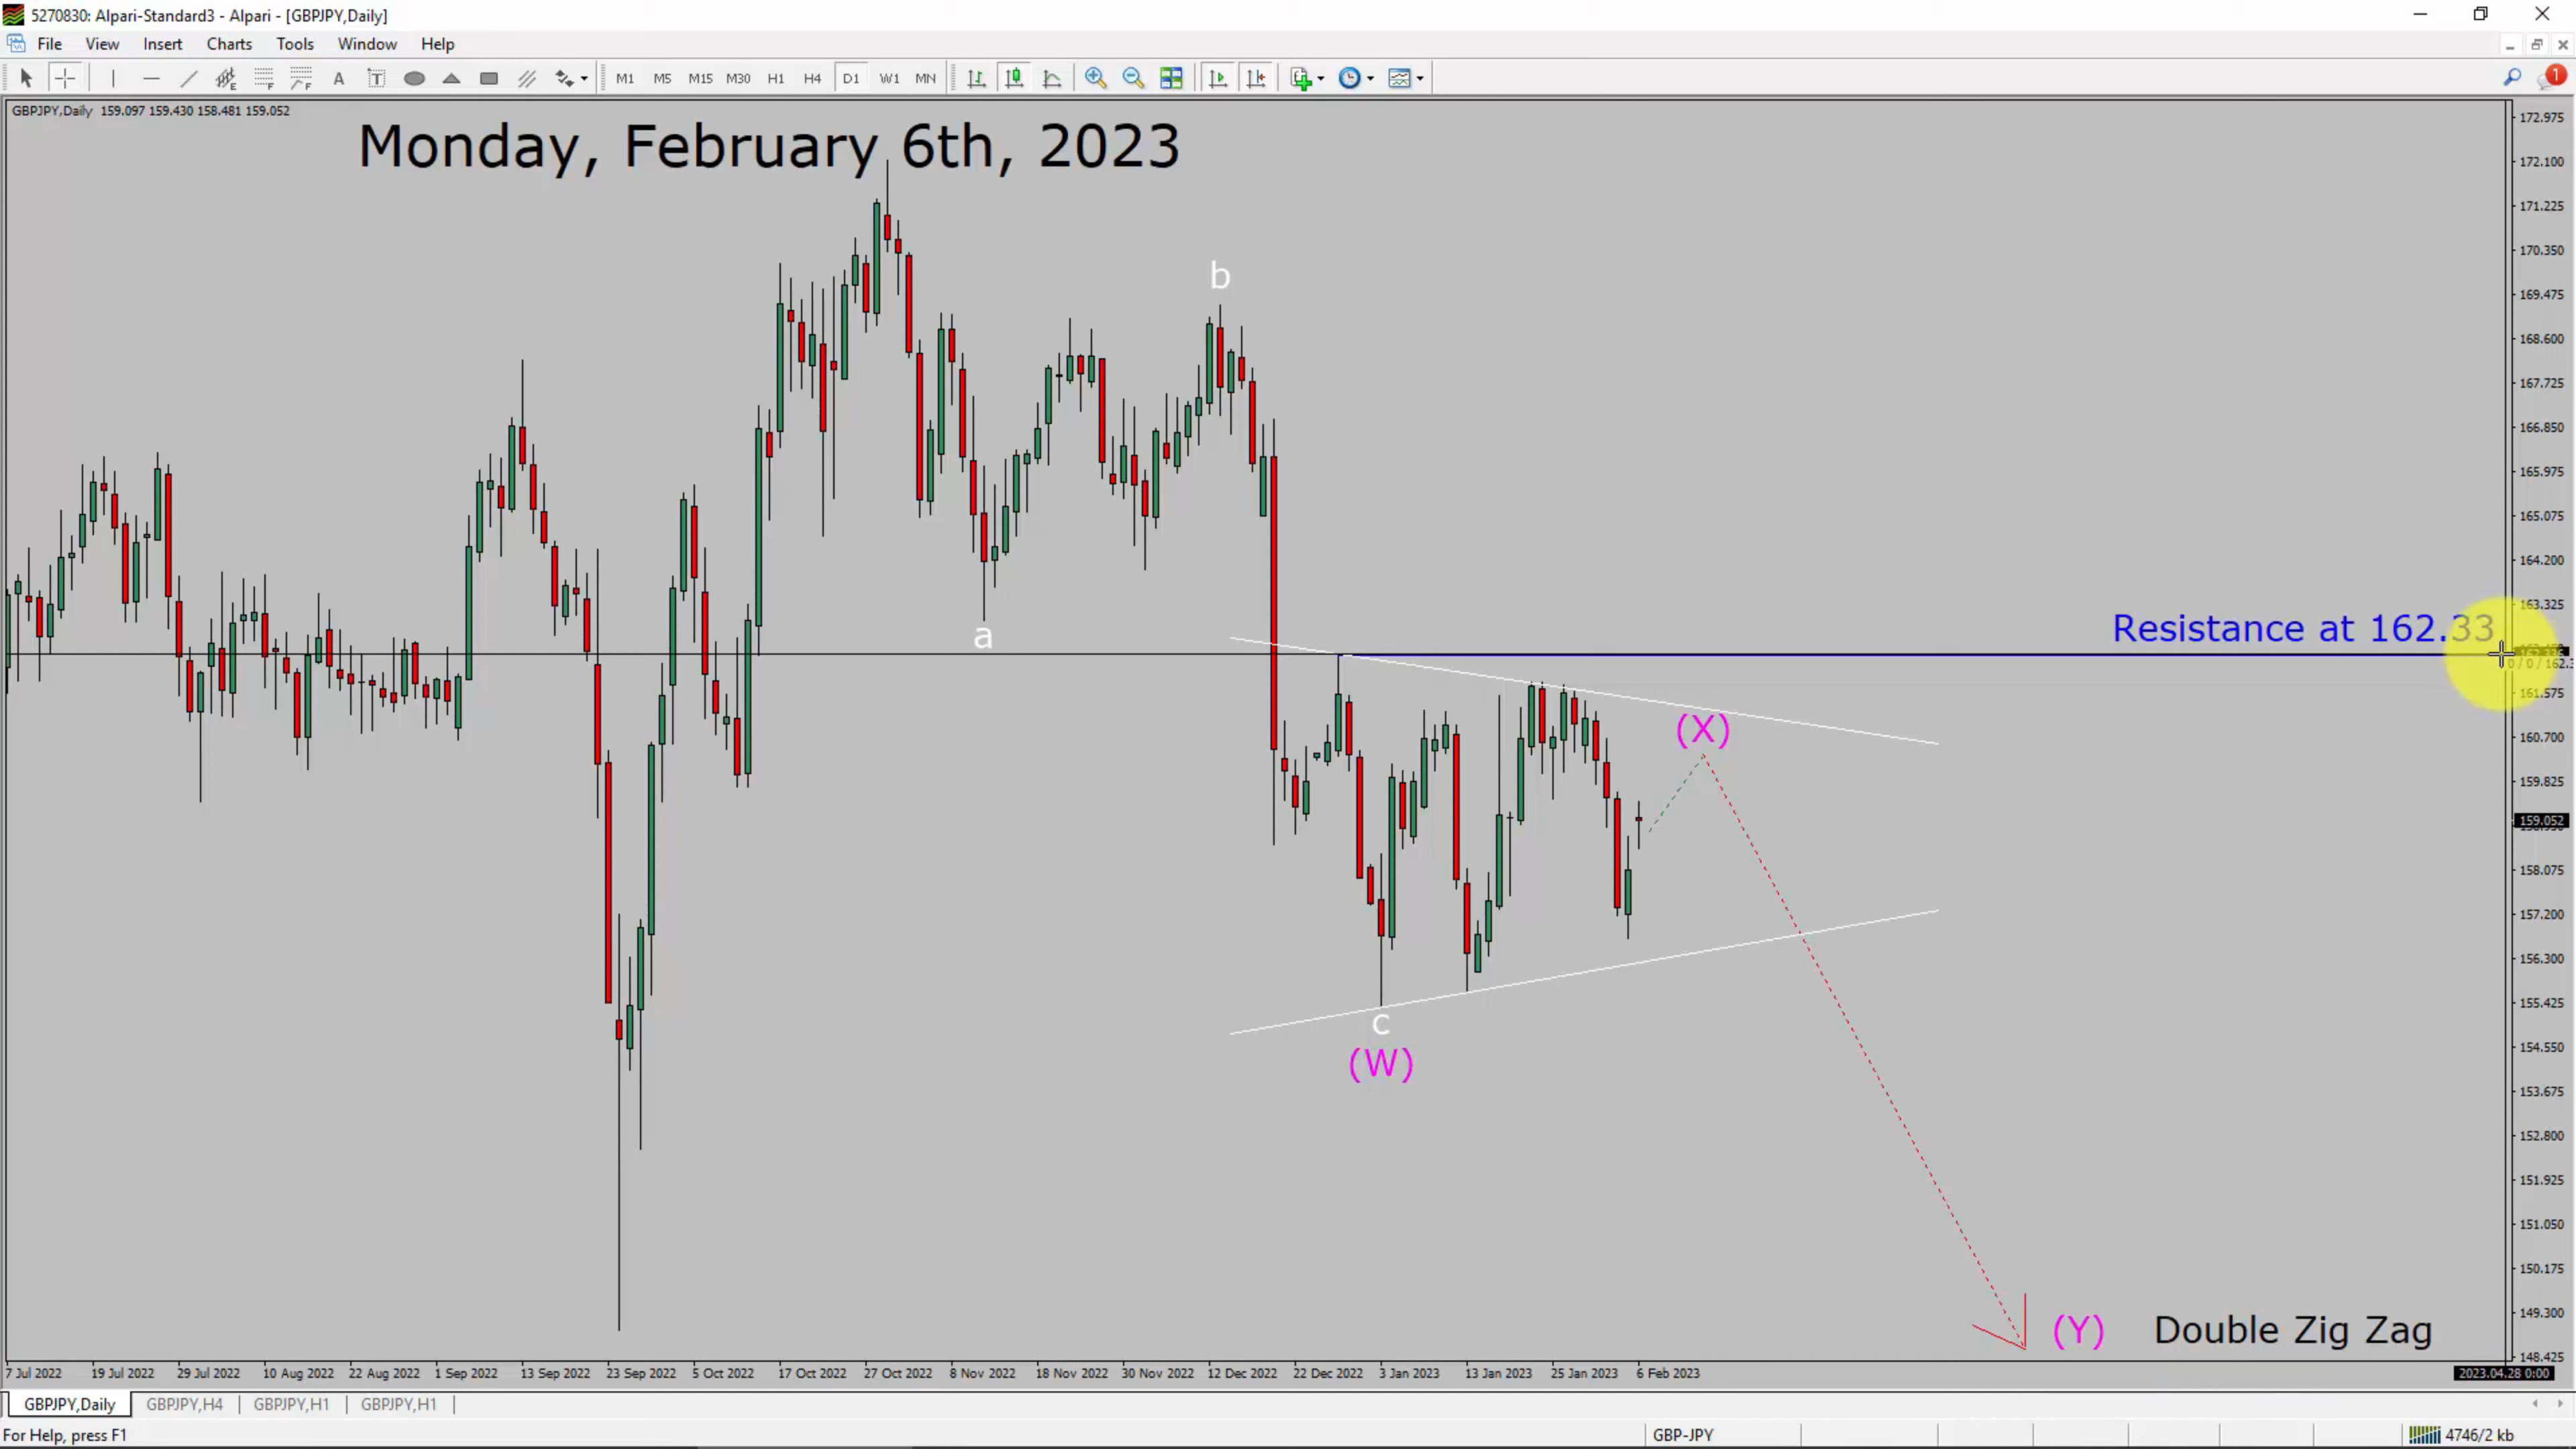 5270830: Alpari-Standard3 - Alpari - [GBPJPY,Daily]
File View Insert Charts Tools Window Help
A T M1 M5 M15 M30 H1 H4 D1 W1 MN 1
GBPJPY,Daily 159.097 159.430 158.481 159.052
Monday, February 6th, 2023
172.975
172.100
171.225
170.350
b
169.475
168.600
167.725
166.850
165.975
165.075
164.200
163.325
a
Resistance at 162.33
161.575
(X)
160.700
159.825
159.052
158.075
157.200
156.300
155.425
c
(W)
154.550
153.675
152.800
151.925
151.050
150.175
149.300
(Y) Double Zig Zag
148.425
7 Jul 2022 19 Jul 2022 29 Jul 2022 10 Aug 2022 22 Aug 2022 1 Sep 2022 13 Sep 2022 23 Sep 2022 5 Oct 2022 17 Oct 2022 27 Oct 2022 8 Nov 2022 18 Nov 2022 30 Nov 2022 12 Dec 2022 22 Dec 2022 3 Jan 2023 13 Jan 2023 25 Jan 2023 6 Feb 2023 2023.04.28 0:00
GBPJPY,Daily GBPJPY,H4 GBPJPY,H1 GBPJPY,H1
For Help, press F1 GBP-JPY 4746/2 kb